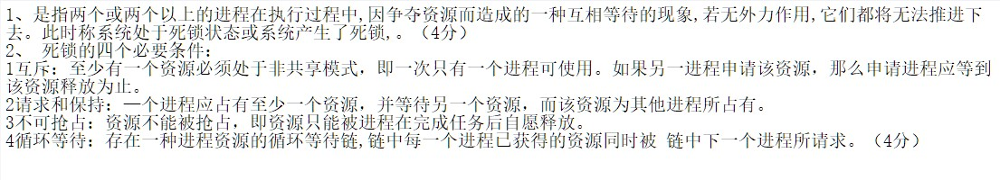 1、是指两个或两个以上的进程在执行过程中,因争夺资源而造成的一种互相等待的现象,若无外力作用,它们都将无法推进下
去。此时称系统处于死锁状态或系统产生了死锁,。（4分）
2、 死锁的四个必要条件:
1互斥: 至少有一个资源必须处于非共享模式，即一次只有一个进程可使用。如果另一进程申请该资源，那么申请进程应等到
该资源释放为止。
2请求和保持: 一个进程应占有至少一个资源，并等待另一个资源，而该资源为其他进程所占有。
3不可抢占: 资源不能被抢占，即资源只能被进程在完成任务后自愿释放。
4循环等待: 存在一种进程资源的循环等待链,链中每一个进程已获得的资源同时被 链中下一个进程所请求。（4分）